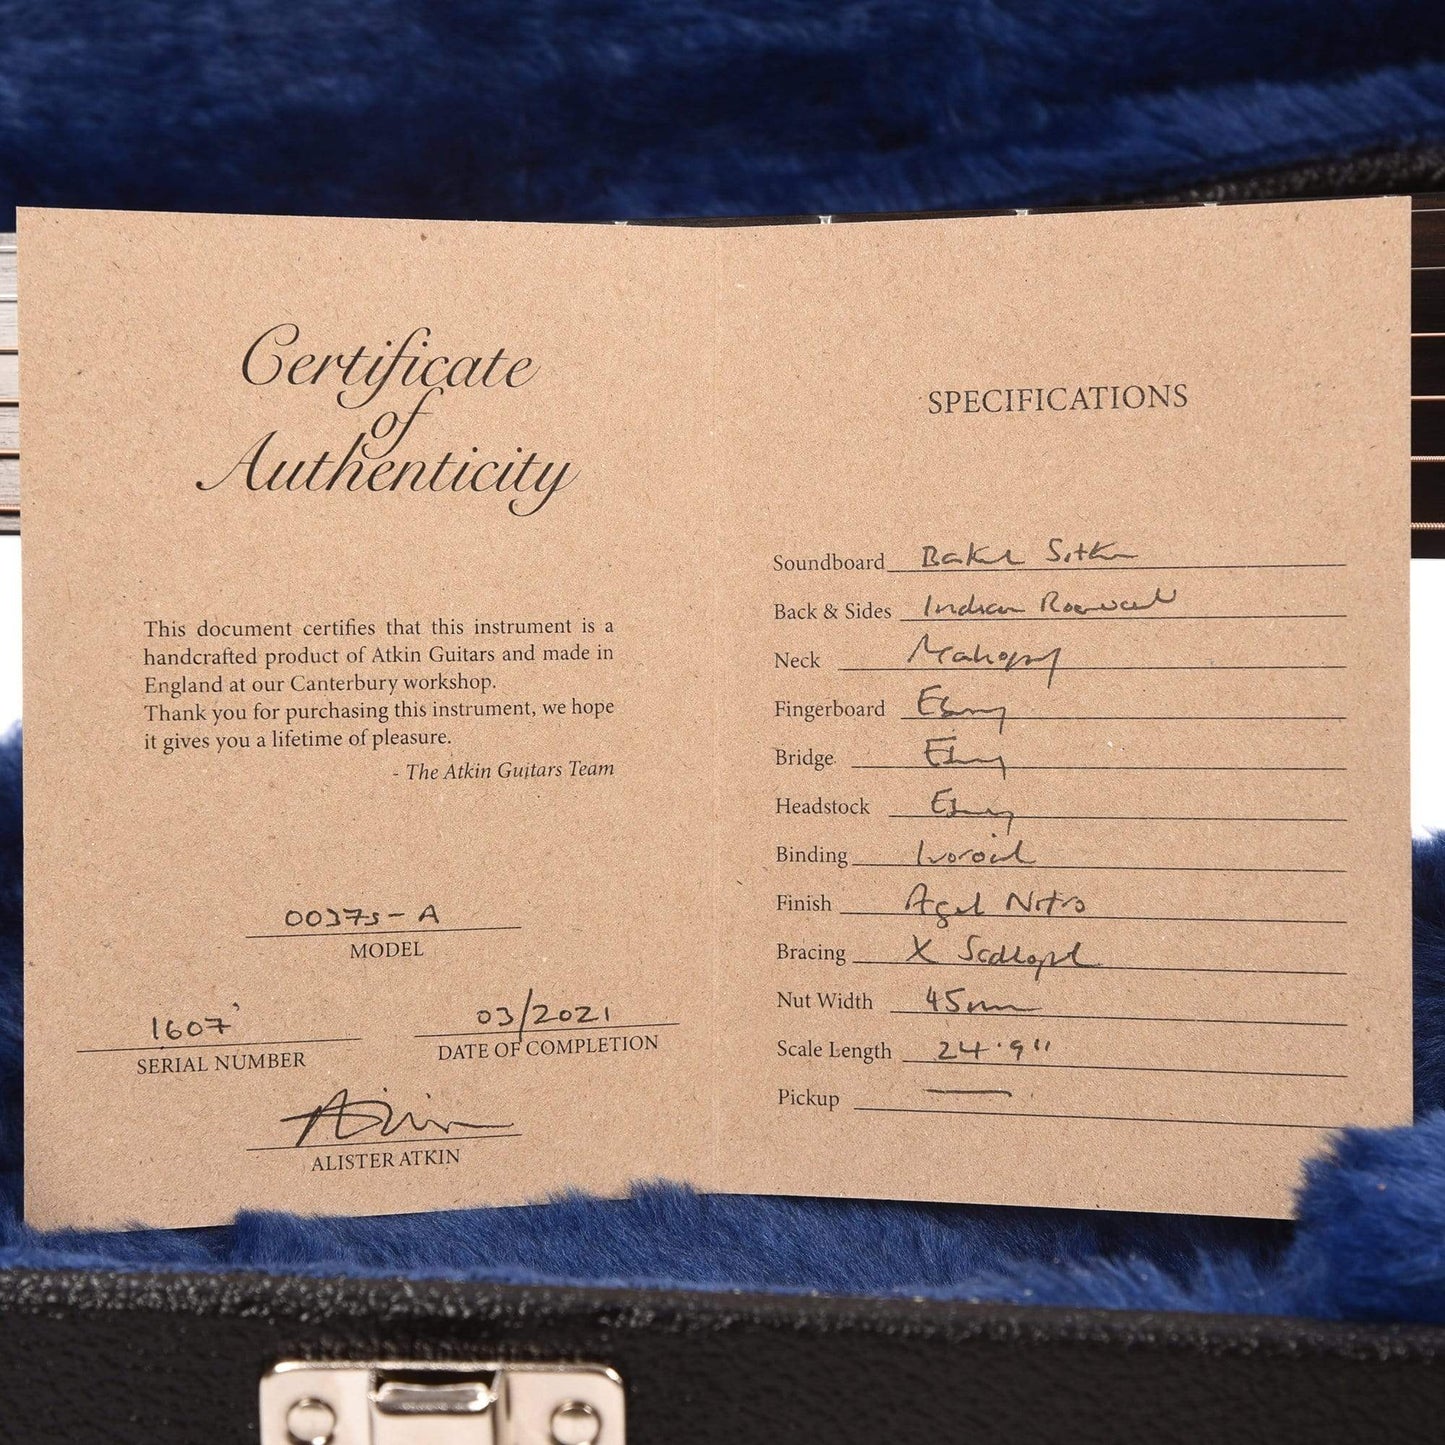 Certificate
of
Authenticity
This document certifies that this instrument is a
handcrafted product of Atkin Guitars and made in
England at our Canterbury workshop.
Thank you for purchasing this instrument, we hope
it gives you a lifetime of pleasure.
- The Atkin Guitars Team
0037s-A
MODEL
1607
SERIAL NUMBER
03/2021
DATE OF COMPLETION
Atkin
ALISTER ATKIN
SPECIFICATIONS
Soundboard Baked Sitka
Back & Sides Indian Rosewood
Neck Mahogany
Fingerboard Ebony
Bridge Ebony
Headstock Ebony
Binding Ivoroid
Finish Aged Nitro
Bracing X Scalloped
Nut Width 45mm
Scale Length 24.9"
Pickup —